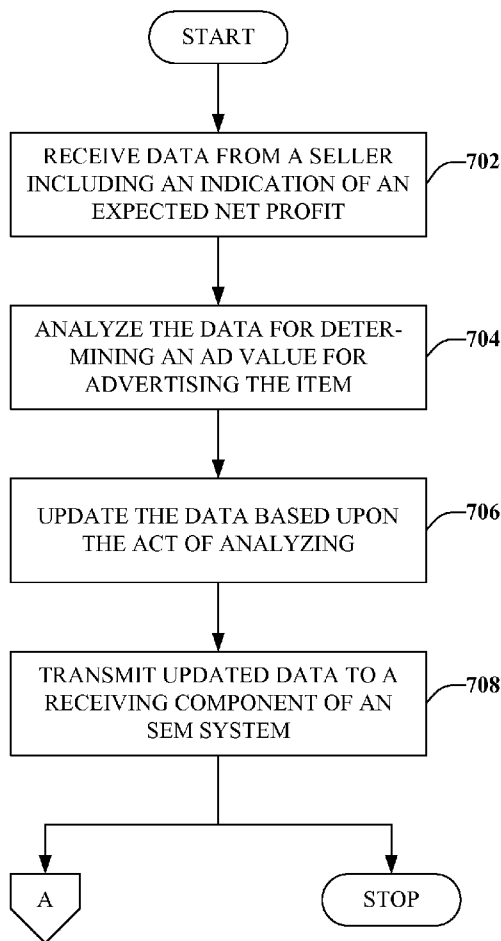 START
RECEIVE DATA FROM A SELLER
INCLUDING AN INDICATION OF AN
EXPECTED NET PROFIT
702
ANALYZE THE DATA FOR DETER-
MINING AN AD VALUE FOR
ADVERTISING THE ITEM
704
UPDATE THE DATA BASED UPON
THE ACT OF ANALYZING
706
TRANSMIT UPDATED DATA TO A
RECEIVING COMPONENT OF AN
SEM SYSTEM
708
A
STOP